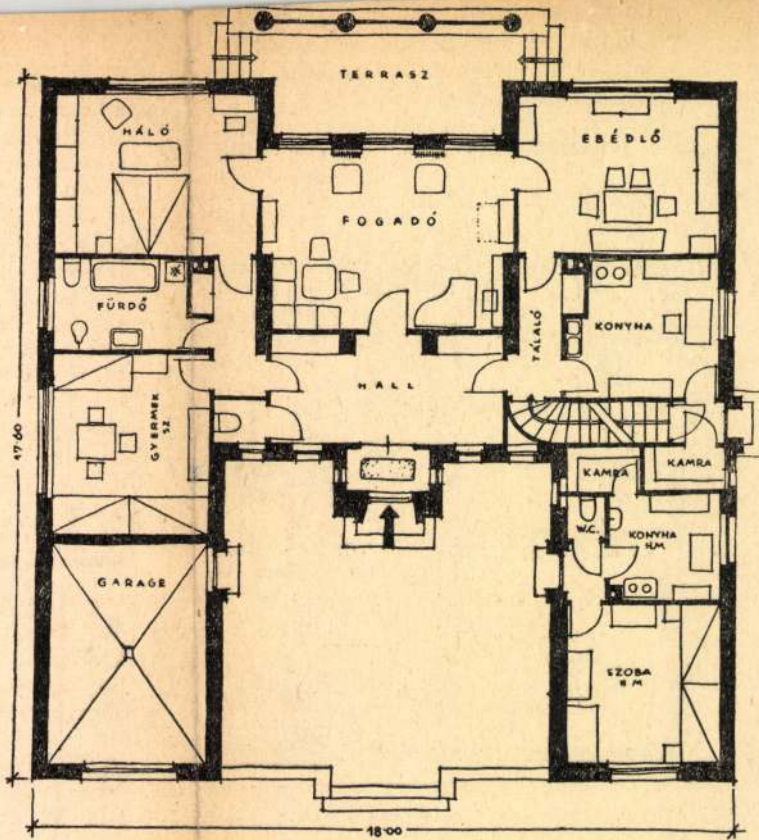 TERRASZ
HÁLÓ
EBÉDLŐ
FOGADÓ
FÜRDŐ
TÁLALÓ
KONYHA
HALL
GYERMEK
SZ
17·60
KAMRA
KAMRA
W.C.
KONYHA
H.M
GARAGE
SZOBA
H M
18·00